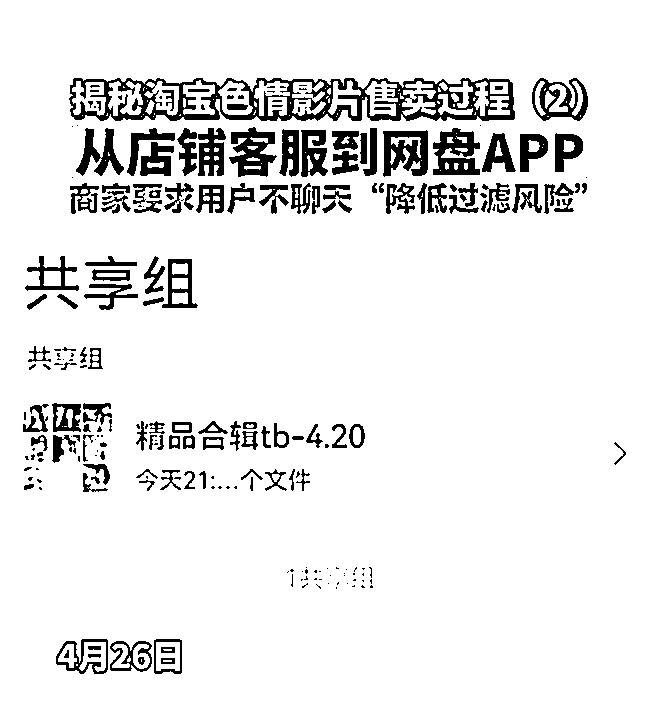 揭秘淘宝色情影片售卖过程（2）
从店铺客服到网盘APP
商家要求用户不聊天“降低过滤风险”
共享组
共享组
精品合辑tb-4.20
今天21:...个文件
1共享组
4月26日